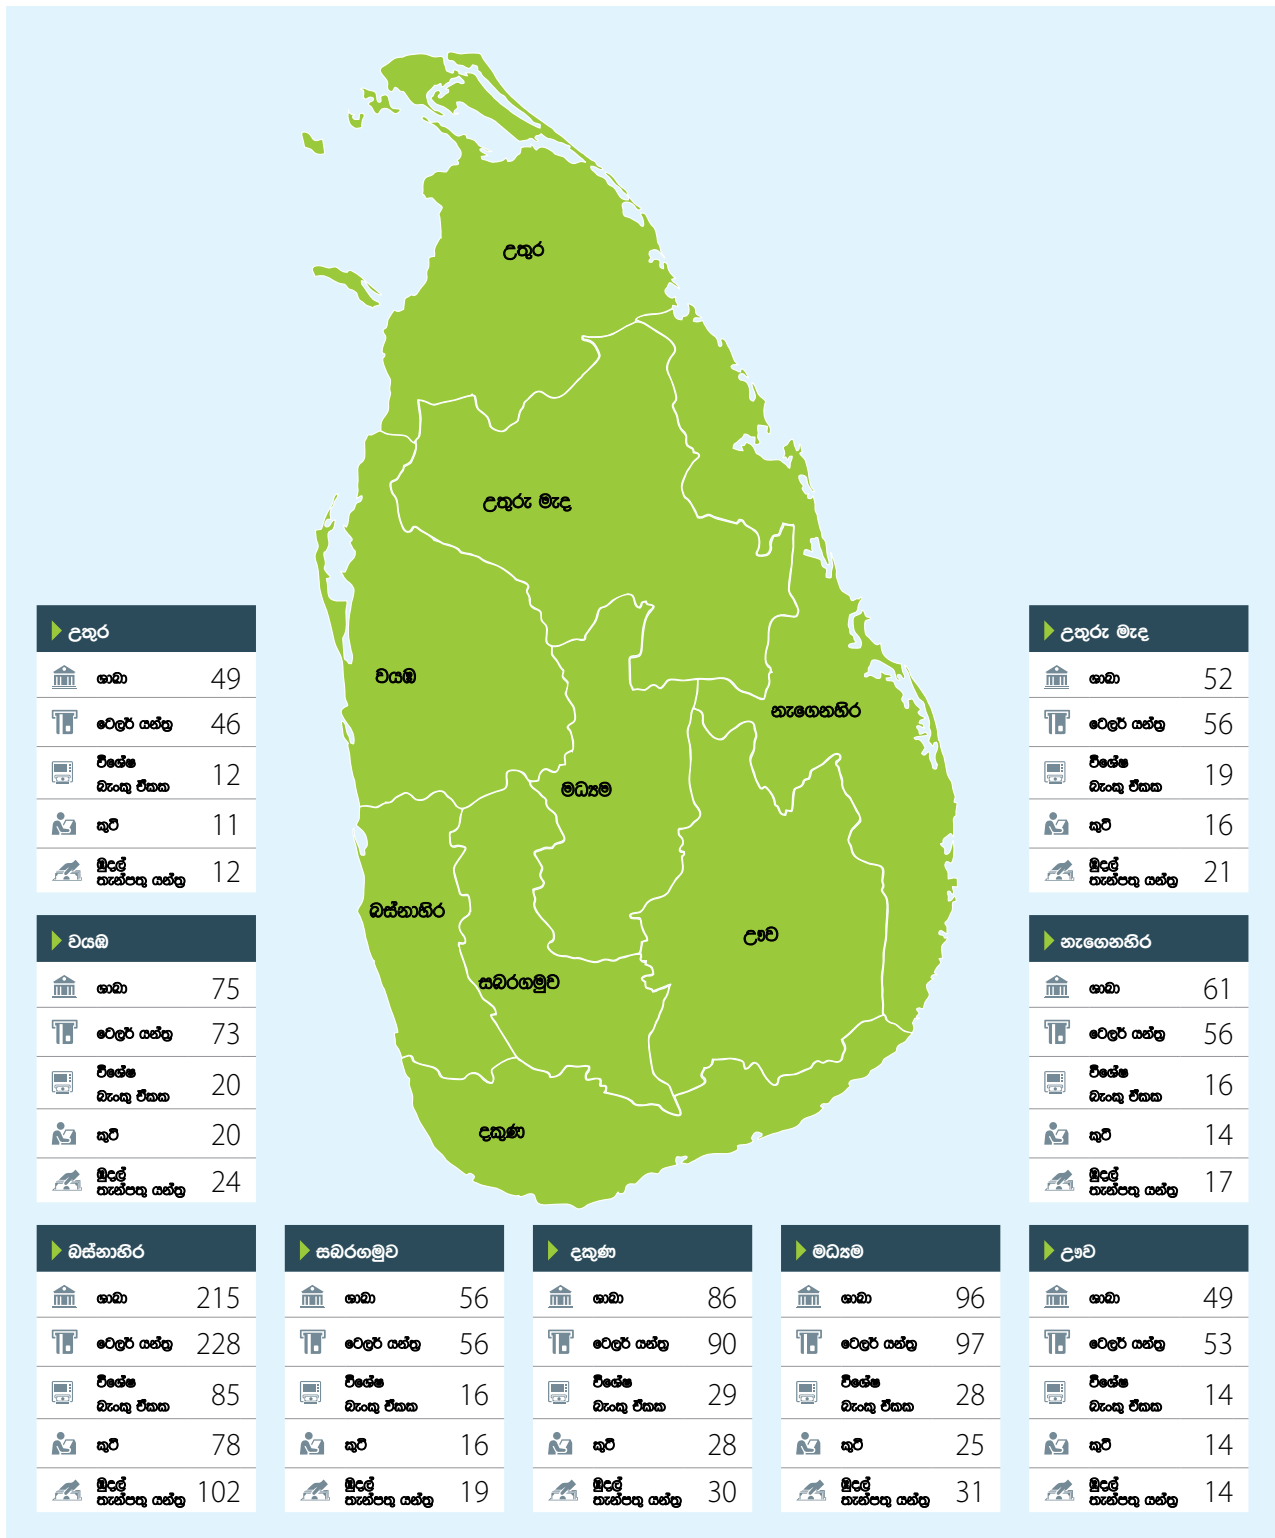 උතුර
උතුරු මැද
වයඹ
නැගෙනහිර
මධ්‍යම
බස්නාහිර
ඌව
සබරගමුව
දකුණ
උතුර
ශාඛා 49
ටෙලර් යන්ත්‍ර 46
විශේෂ
බැංකු ඒකක 12
කුටි 11
මුදල්
තැන්පතු යන්ත්‍ර 12
උතුරු මැද
ශාඛා 52
ටෙලර් යන්ත්‍ර 56
විශේෂ
බැංකු ඒකක 19
කුටි 16
මුදල්
තැන්පතු යන්ත්‍ර 21
වයඹ
ශාඛා 75
ටෙලර් යන්ත්‍ර 73
විශේෂ
බැංකු ඒකක 20
කුටි 20
මුදල්
තැන්පතු යන්ත්‍ර 24
නැගෙනහිර
ශාඛා 61
ටෙලර් යන්ත්‍ර 56
විශේෂ
බැංකු ඒකක 16
කුටි 14
මුදල්
තැන්පතු යන්ත්‍ර 17
බස්නාහිර
ශාඛා 215
ටෙලර් යන්ත්‍ර 228
විශේෂ
බැංකු ඒකක 85
කුටි 78
මුදල්
තැන්පතු යන්ත්‍ර 102
සබරගමුව
ශාඛා 56
ටෙලර් යන්ත්‍ර 56
විශේෂ
බැංකු ඒකක 16
කුටි 16
මුදල්
තැන්පතු යන්ත්‍ර 19
දකුණ
ශාඛා 86
ටෙලර් යන්ත්‍ර 90
විශේෂ
බැංකු ඒකක 29
කුටි 28
මුදල්
තැන්පතු යන්ත්‍ර 30
මධ්‍යම
ශාඛා 96
ටෙලර් යන්ත්‍ර 97
විශේෂ
බැංකු ඒකක 28
කුටි 25
මුදල්
තැන්පතු යන්ත්‍ර 31
ඌව
ශාඛා 49
ටෙලර් යන්ත්‍ර 53
විශේෂ
බැංකු ඒකක 14
කුටි 14
මුදල්
තැන්පතු යන්ත්‍ර 14